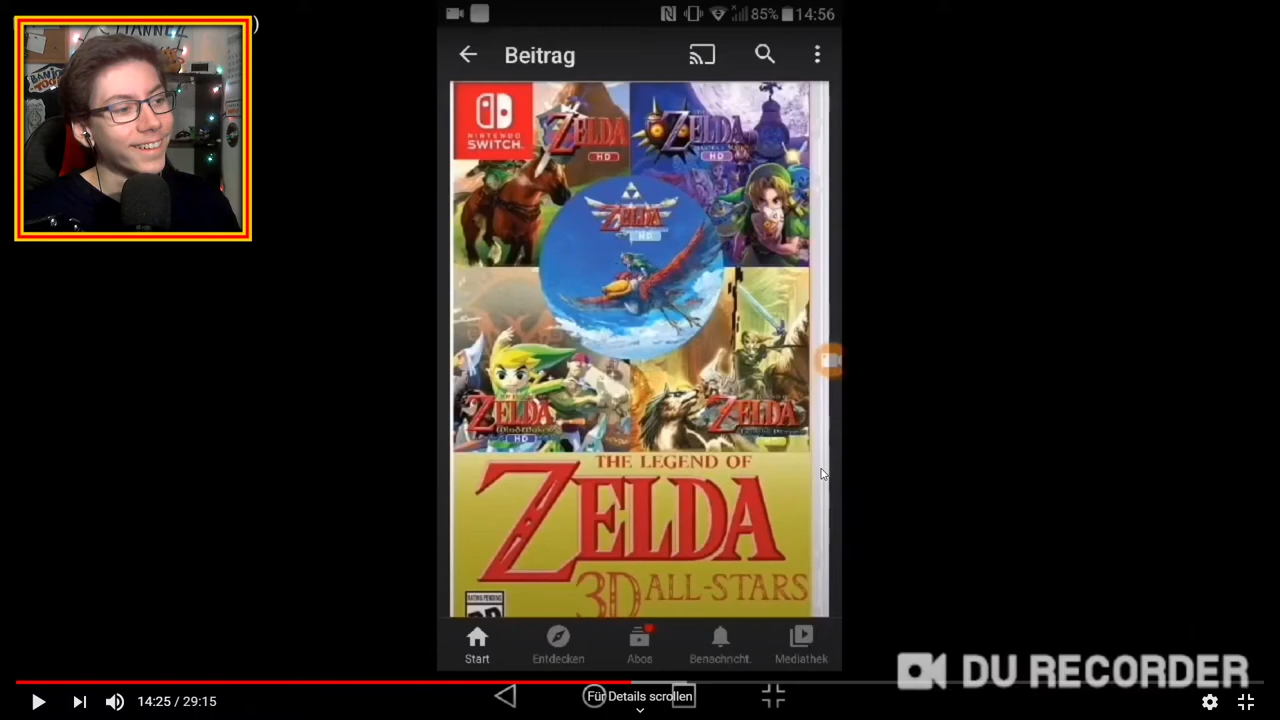 )
85% 14:56
Beitrag
NINTENDO
SWITCH.
ZELDA
HD
ZELDA
HD
ZELDA
HD
ZELDA
Wind Waker
HD
ZELDA
THE LEGEND OF
ZELDA
3D ALL-STARS
RATING PENDING
Start
Entdecken
Abos
Benachricht.
Mediathek
DU RECORDER
Für Details scrollen
14:25 / 29:15